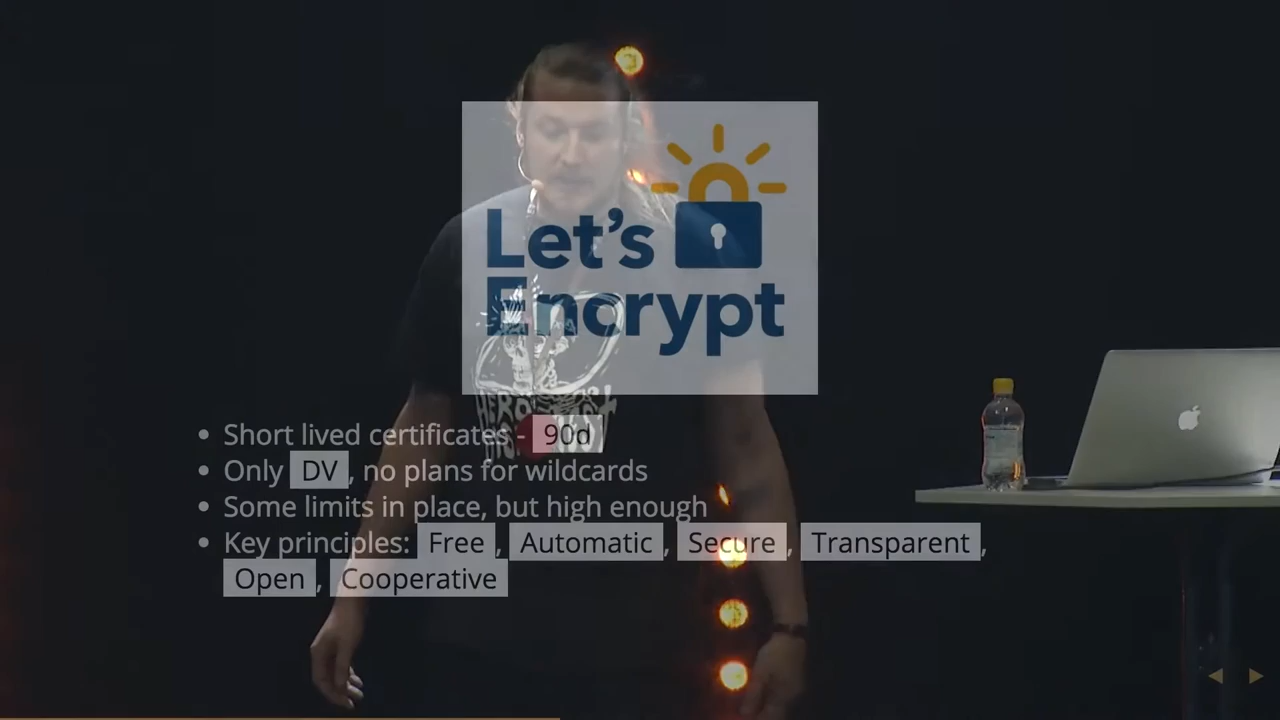 Let's
Encrypt
Short lived certificates - 90d
Only DV, no plans for wildcards
Some limits in place, but high enough
Key principles: Free, Automatic, Secure, Transparent,
Open, Cooperative